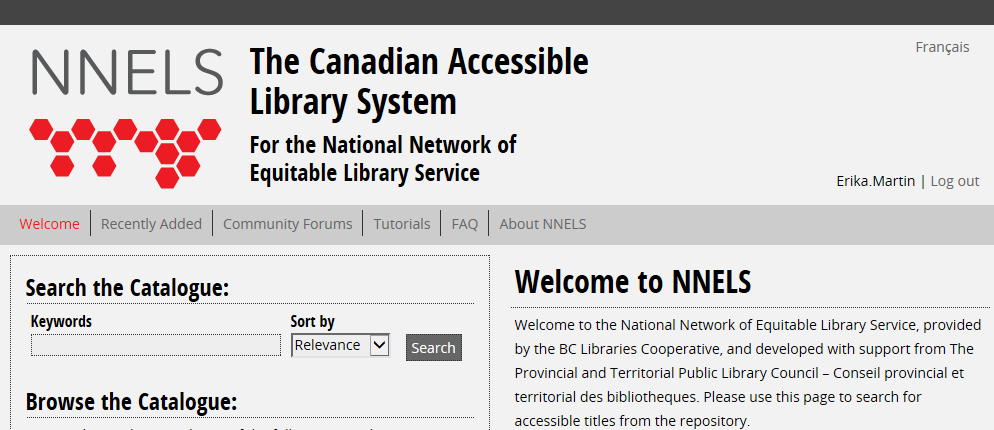 NNELS
The Canadian Accessible
Library System
For the National Network of
Equitable Library Service
Français
Erika.Martin | Log out
Welcome | Recently Added | Community Forums | Tutorials | FAQ | About NNELS
Search the Catalogue:
Keywords
Sort by
Relevance
Search
Browse the Catalogue:
Welcome to NNELS
Welcome to the National Network of Equitable Library Service, provided
by the BC Libraries Cooperative, and developed with support from The
Provincial and Territorial Public Library Council – Conseil provincial et
territorial des bibliotheques. Please use this page to search for
accessible titles from the repository.